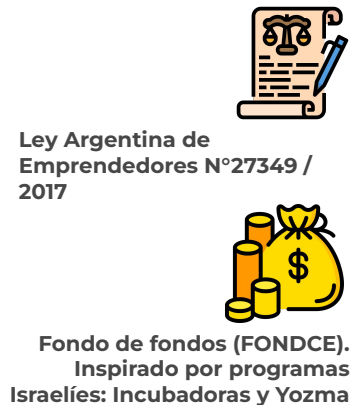 Ley Argentina de
Emprendedores N°27349 /
2017
$
Fondo de fondos (FONDCE).
Inspirado por programas
Israelíes: Incubadoras y Yozma